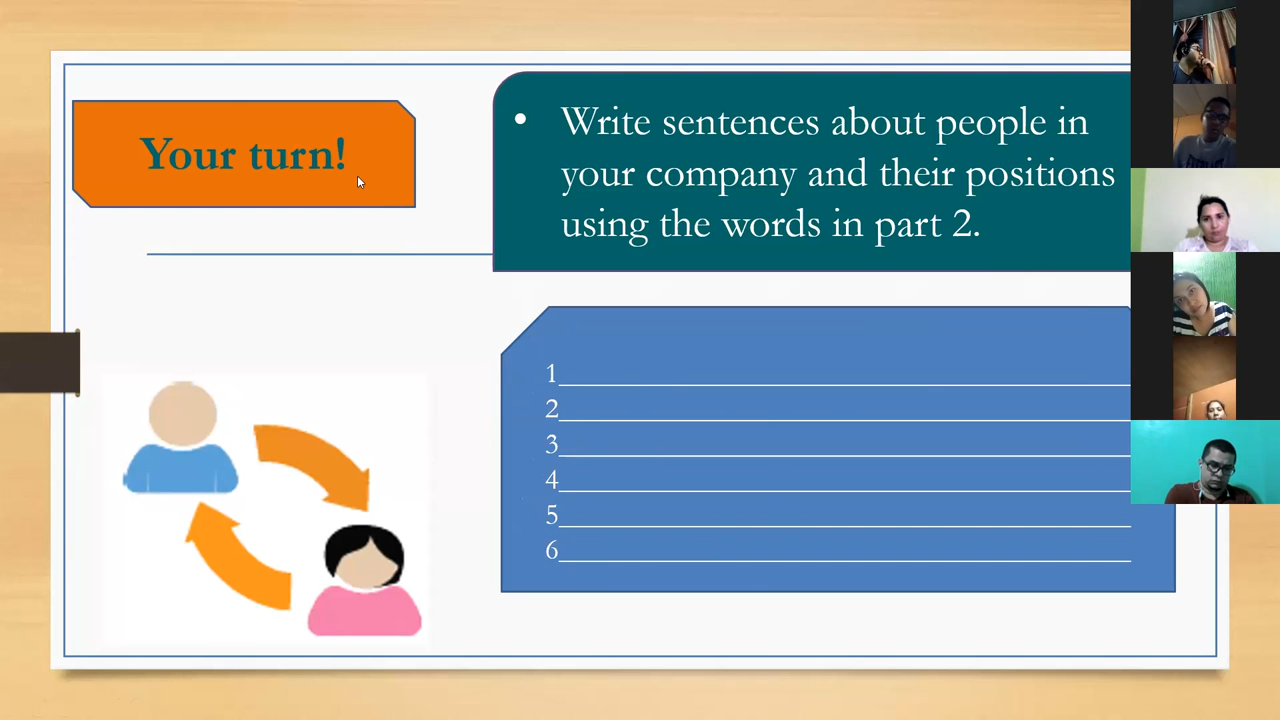 Your turn!
• Write sentences about people in
your company and their positions
using the words in part 2.
1
2
3
4
5
6